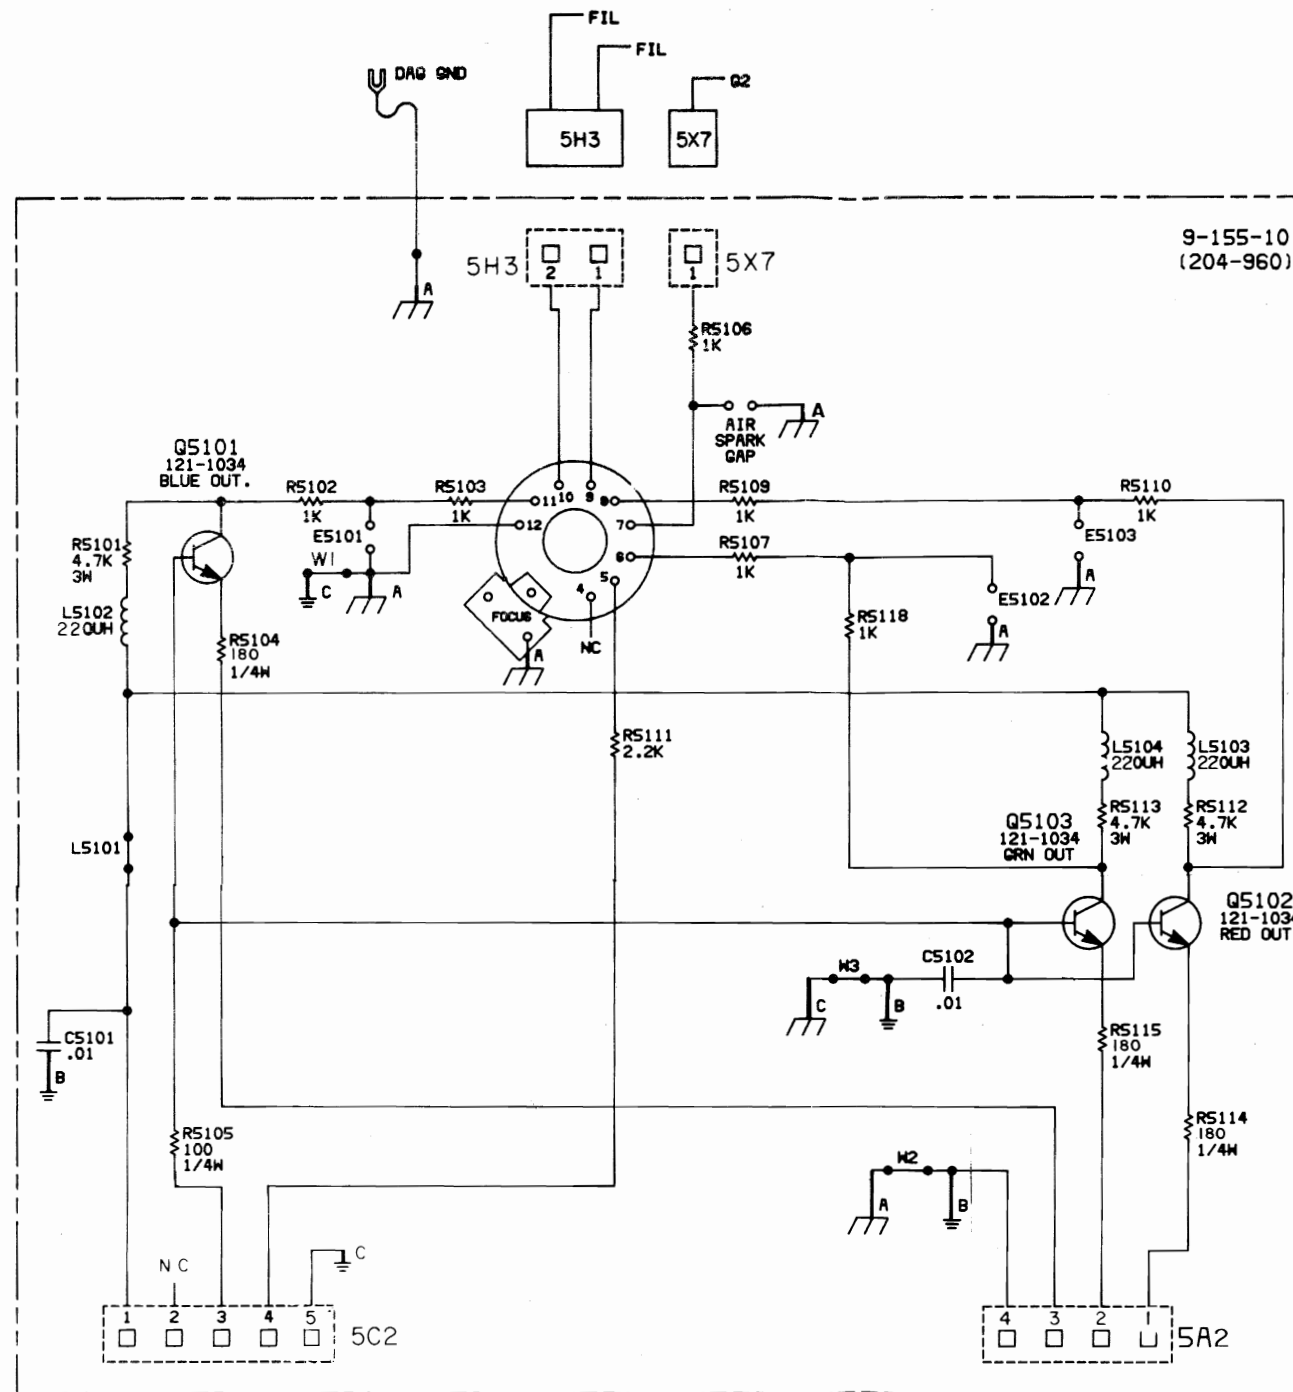 FIL
FIL
DAG GND
G2
5H3
5X7
9-155-10
(204-960)
5H3
2
1
1
5X7
A
R5106
1K
A
AIR
SPARK
GAP
Q5101
121-1034
BLUE OUT.
R5102
1K
R5103
1K
11
10
9
8
R5109
1K
R5110
1K
12
7
E5101
E5103
R5101
4.7K
3W
W1
6
R5107
1K
C
A
5
4
A
L5102
220UH
FOCUS
E5102
R5118
1K
R5104
180
1/4W
NC
A
A
R5111
2.2K
L5104
220UH
L5103
220UH
L5101
R5113
4.7K
3W
R5112
4.7K
3W
Q5103
121-1034
GRN OUT
Q5102
121-1034
RED OUT
W3
C5102
.01
C
B
C5101
.01
B
R5115
180
1/4W
R5105
100
1/4W
R5114
180
1/4W
W2
A
B
NC
C
1
2
3
4
5
5C2
4
3
2
1
5A2